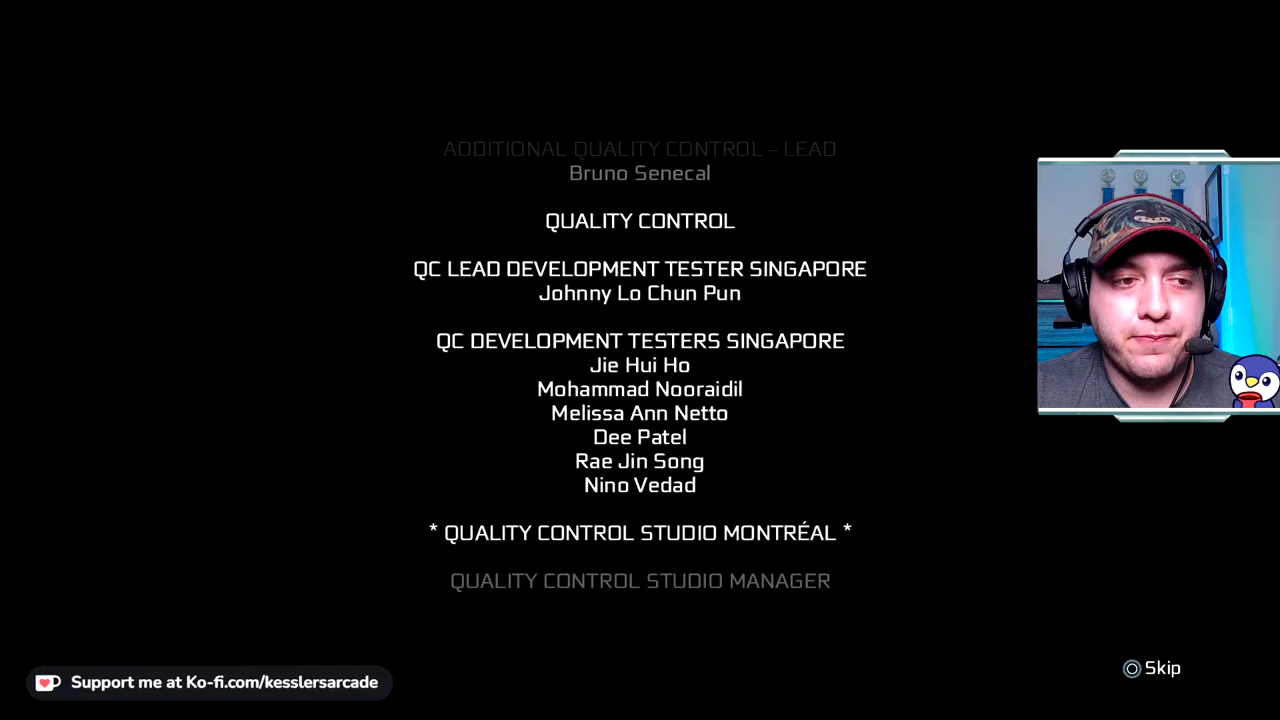 ADDITIONAL QUALITY CONTROL – LEAD
Bruno Senecal
QUALITY CONTROL
QC LEAD DEVELOPMENT TESTER SINGAPORE
Johnny Lo Chun Pun
QC DEVELOPMENT TESTERS SINGAPORE
Jie Hui Ho
Mohammad Nooraidil
Melissa Ann Netto
Dee Patel
Rae Jin Song
Nino Vedad
* QUALITY CONTROL STUDIO MONTRÉAL *
QUALITY CONTROL STUDIO MANAGER
Skip
Support me at Ko-fi.com/kesslersarcade